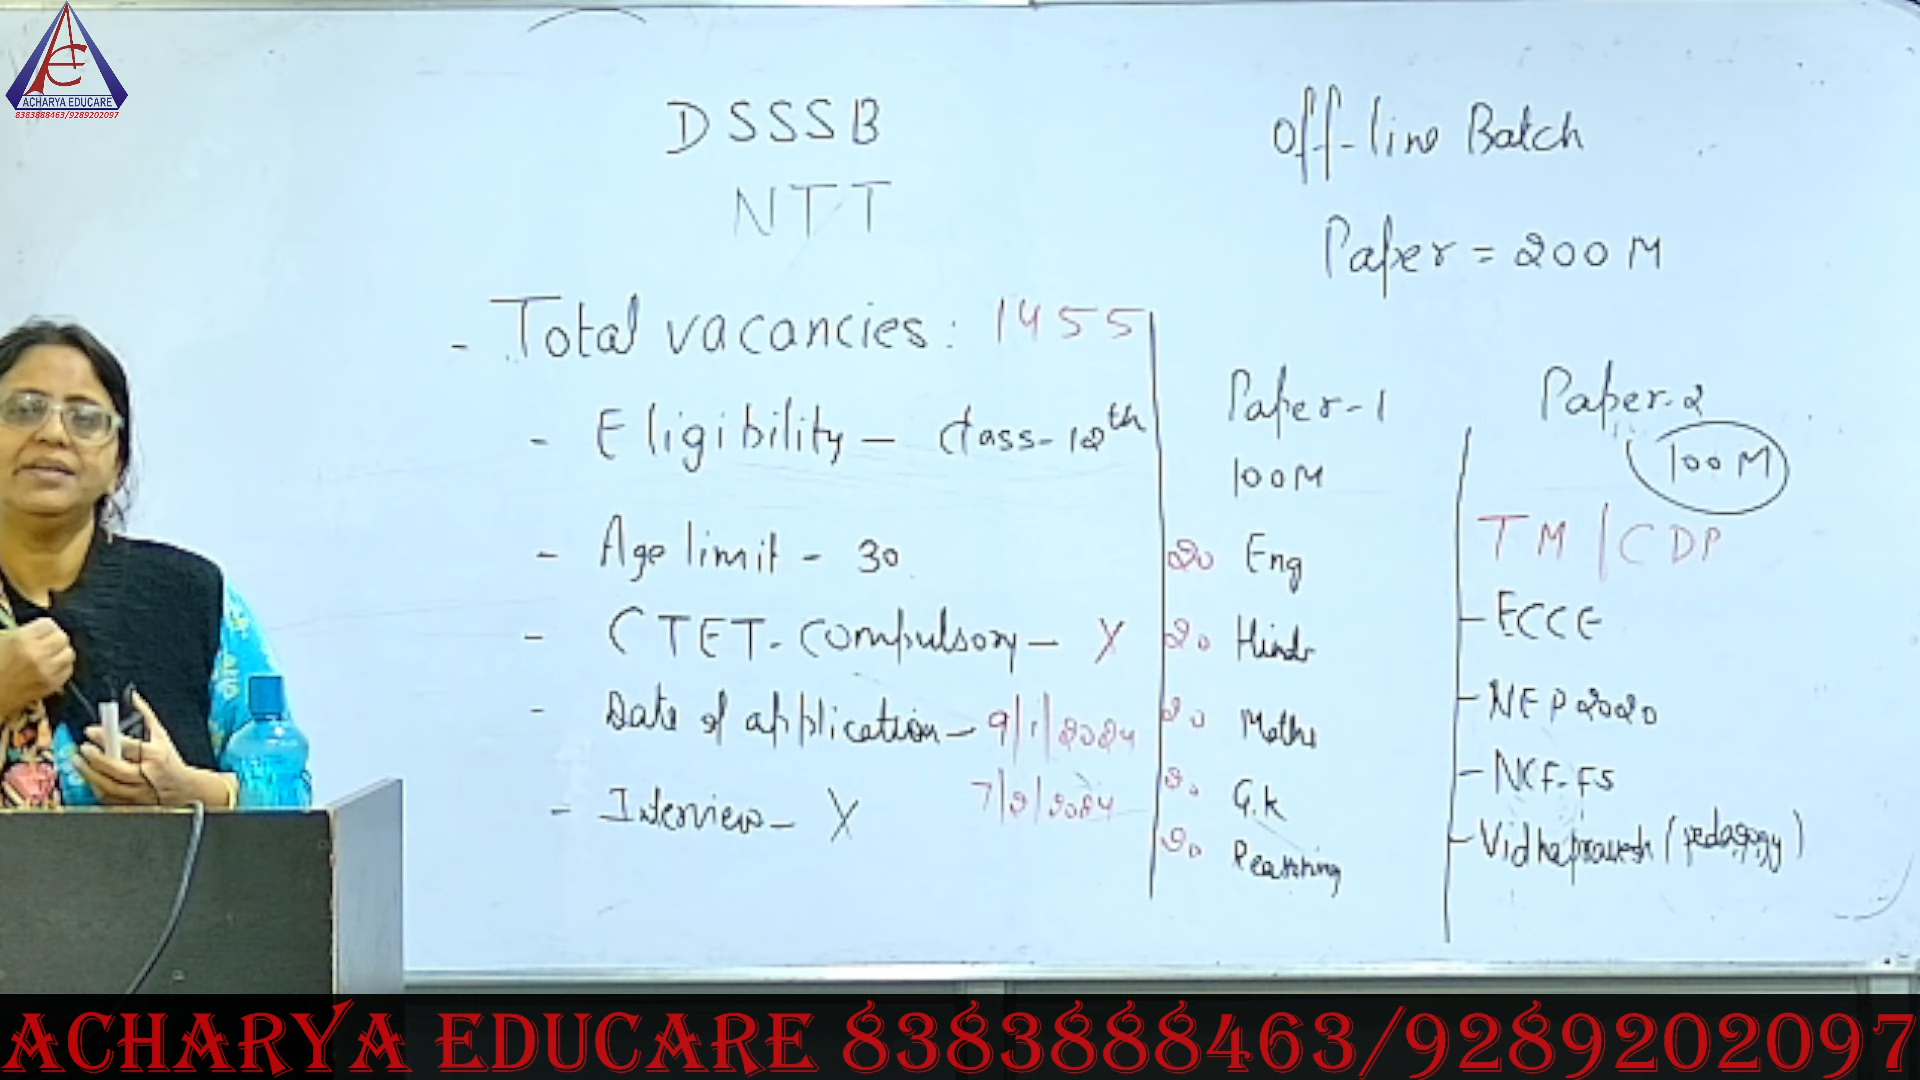 ACHARYA EDUCARE
8383888463/9289202097
DSSSB
NTT
- Total vacancies: 1455
- Eligibility - Class-12th
- Age limit - 30
- CTET-Compulsory - X
- Date of application - 9/1/2024
7/2/2024
- Interview - X
Off-line Batch
Paper = 200 M
Paper-1
100M
20 Eng
20 Hindi
20 Maths
20 G.K
20 Reasoning
Paper-2
100 M
TM/CDP
- ECCE
- NEP 2020
- NCF-FS
- (pedagogy)
ACHARYA EDUCARE 8383888463/9289202097